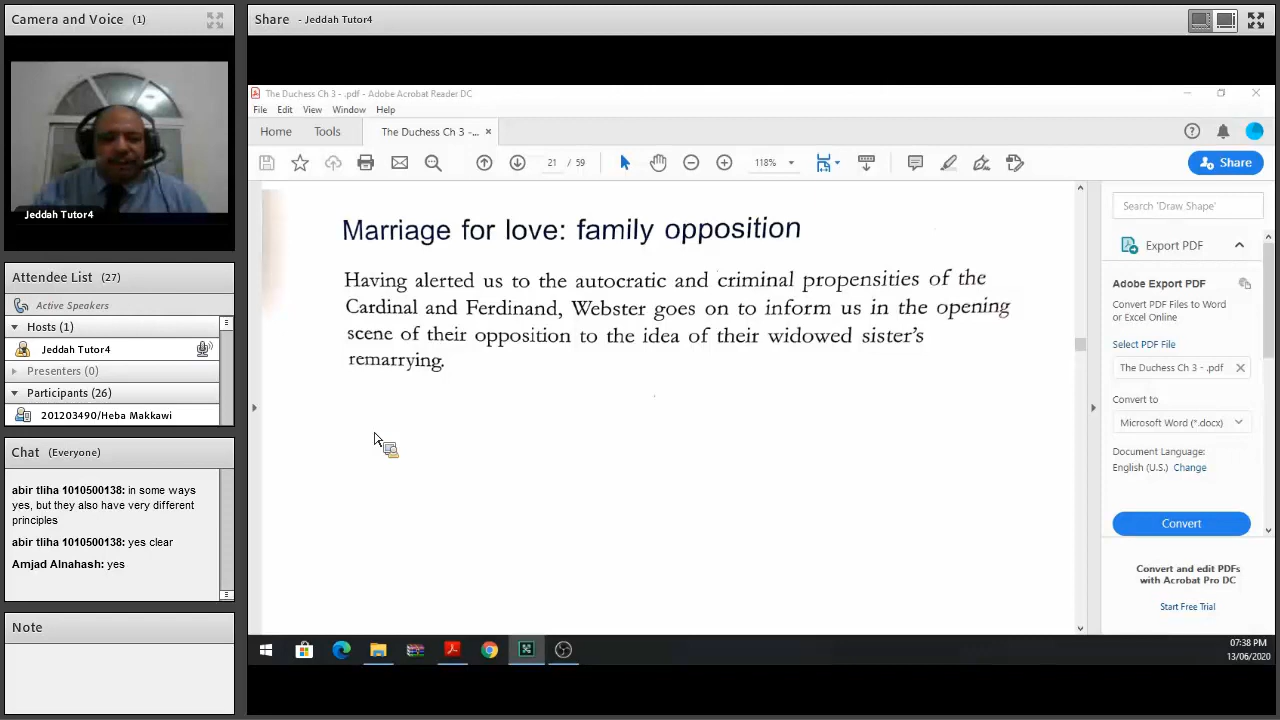 Camera and Voice (1)
Jeddah Tutor4
Attendee List (27)
Active Speakers
Hosts (1)
Jeddah Tutor4
Presenters (0)
Participants (26)
201203490/Heba Makkawi
Chat (Everyone)
abir tliha 1010500138: in some ways
yes, but they also have very different
principles
abir tliha 1010500138: yes clear
Amjad Alnahash: yes
Note
Share - Jeddah Tutor4
The Duchess Ch 3 - .pdf - Adobe Acrobat Reader DC
File Edit View Window Help
Home Tools The Duchess Ch 3 -... ×
21 / 59 118% Share
Marriage for love: family opposition
Having alerted us to the autocratic and criminal propensities of the
Cardinal and Ferdinand, Webster goes on to inform us in the opening
scene of their opposition to the idea of their widowed sister's
remarrying.
Search 'Draw Shape'
Export PDF
Adobe Export PDF
Convert PDF Files to Word
or Excel Online
Select PDF File
The Duchess Ch 3 - .pdf
Convert to
Microsoft Word (*.docx)
Document Language:
English (U.S.) Change
Convert
Convert and edit PDFs
with Acrobat Pro DC
Start Free Trial
07:38 PM
13/06/2020